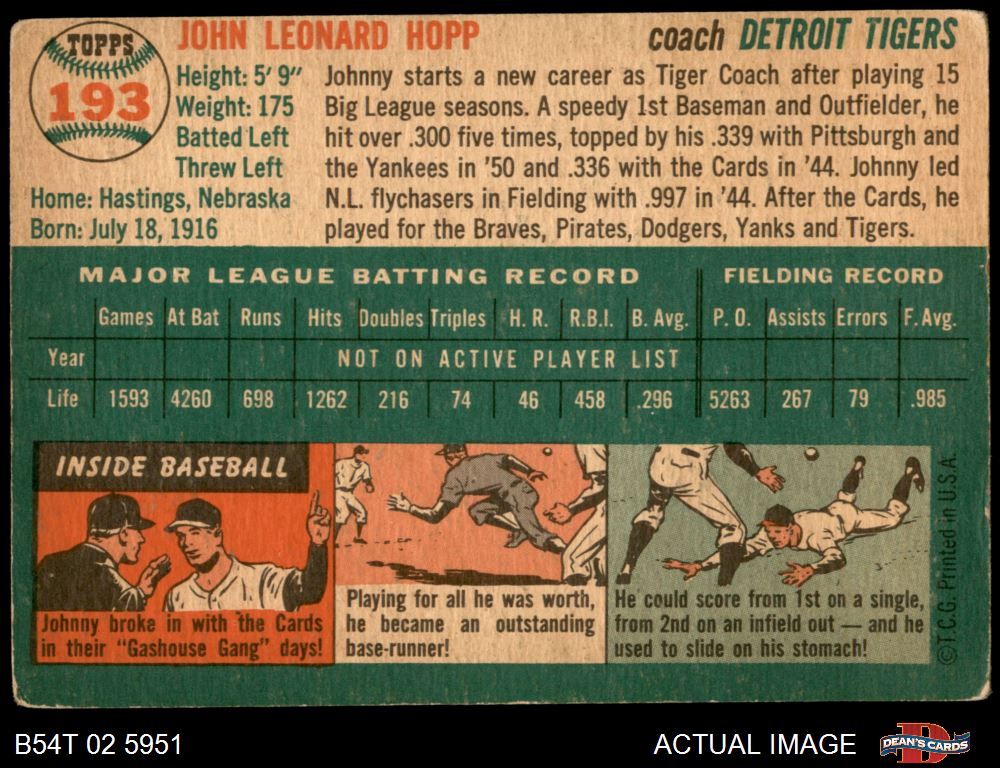 TOPPS
193
JOHN LEONARD HOPP
coach DETROIT TIGERS
Height: 5' 9"
Weight: 175
Batted Left
Threw Left
Home: Hastings, Nebraska
Born: July 18, 1916
Johnny starts a new career as Tiger Coach after playing 15
Big League seasons. A speedy 1st Baseman and Outfielder, he
hit over .300 five times, topped by his .339 with Pittsburgh and
the Yankees in '50 and .336 with the Cards in '44. Johnny led
N.L. flychasers in Fielding with .997 in '44. After the Cards, he
played for the Braves, Pirates, Dodgers, Yanks and Tigers.
MAJOR LEAGUE BATTING RECORD FIELDING RECORD
Games At Bat Runs Hits Doubles Triples H. R. R.B.I. B. Avg. P. O. Assists Errors F. Avg.
Year NOT ON ACTIVE PLAYER LIST
Life 1593 4260 698 1262 216 74 46 458 .296 5263 267 79 .985
INSIDE BASEBALL
Johnny broke in with the Cards
in their "Gashouse Gang" days!
Playing for all he was worth,
he became an outstanding
base-runner!
He could score from 1st on a single,
from 2nd on an infield out — and he
used to slide on his stomach!
©T.C.G. Printed in U.S.A.
B54T 02 5951
ACTUAL IMAGE
DEAN'S CARDS